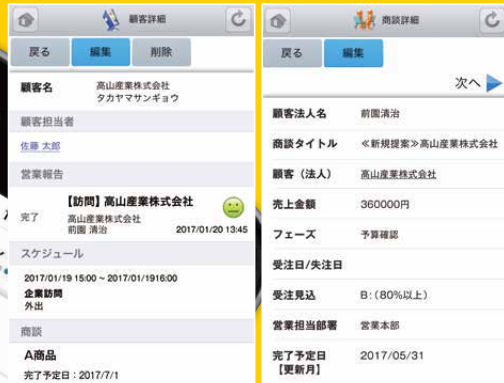 顧客詳細
戻る
編集
削除
顧客名
高山産業株式会社
タカヤマサンギョウ
顧客担当者
佐藤 太郎
営業報告
【訪問】高山産業株式会社
完了
高山産業株式会社
前園 清治
2017/01/20 13:45
スケジュール
2017/01/19 15:00 ~ 2017/01/1916:00
企業訪問
外出
商談
A商品
完了予定日：2017/7/1
商談詳細
戻る
編集
次へ
顧客法人名 前園清治
商談タイトル ≪新規提案≫高山産業株式会社
顧客（法人） 高山産業株式会社
売上金額 360000円
フェーズ 予算確認
受注日/失注日
受注見込 B:（80%以上）
営業担当部署 営業本部
完了予定日 2017/05/31
【更新月】